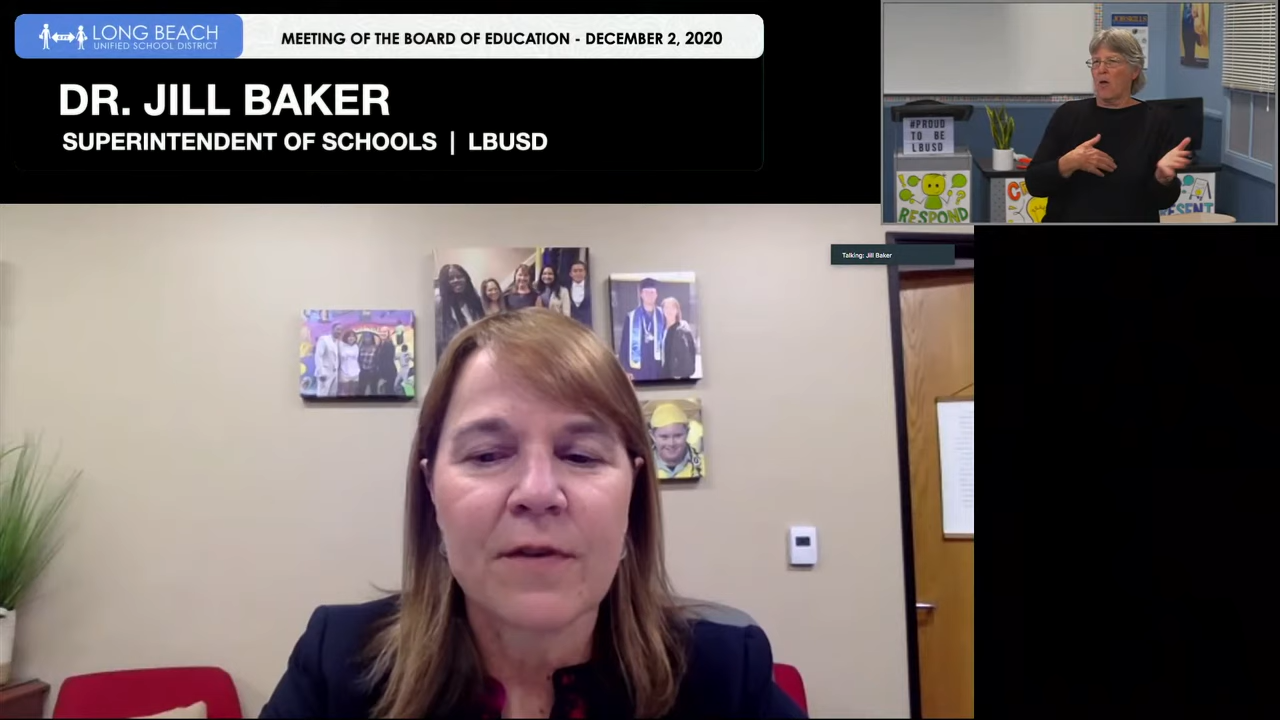 LONG BEACH
UNIFIED SCHOOL DISTRICT
MEETING OF THE BOARD OF EDUCATION - DECEMBER 2, 2020
DR. JILL BAKER
SUPERINTENDENT OF SCHOOLS | LBUSD
#PROUD
TO BE
LBUSD
RESPOND
Talking: Jill Baker